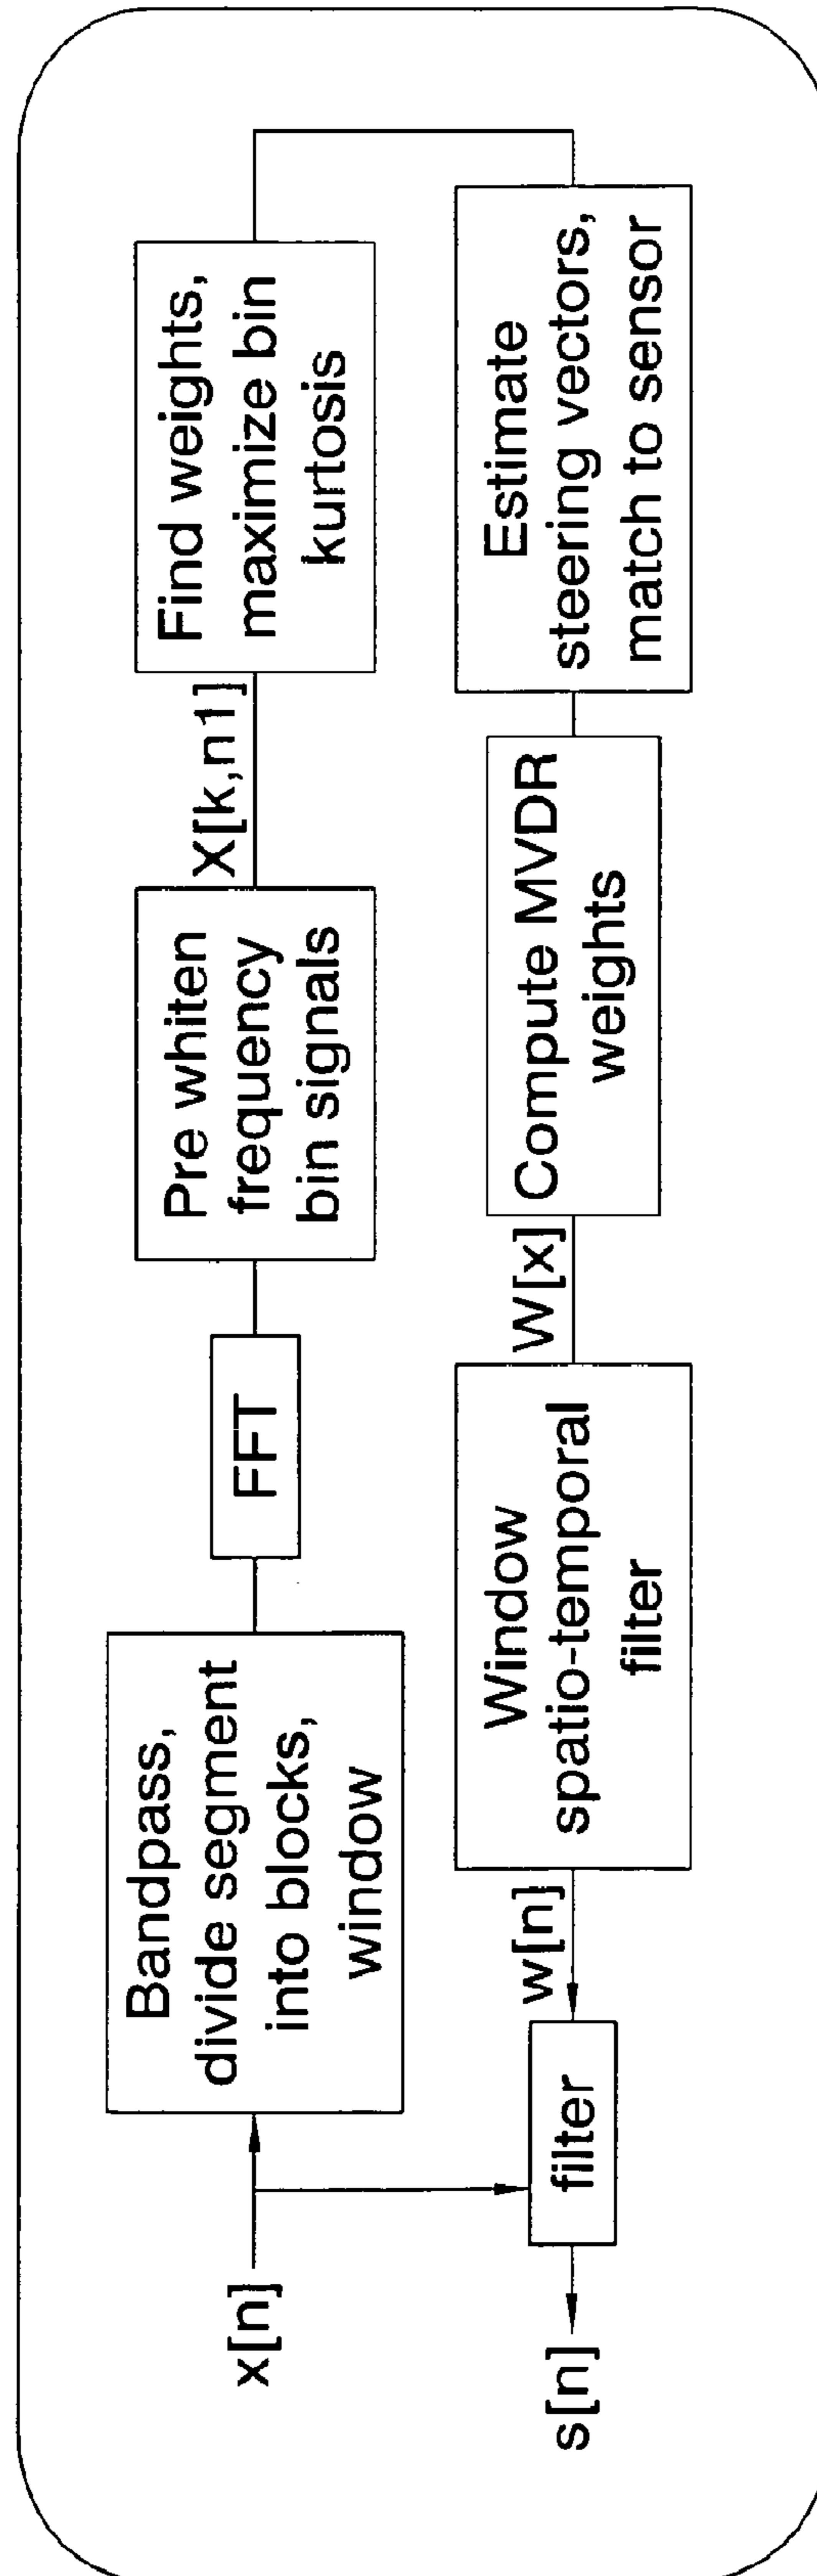 x[n]
Bandpass,
divide segment
into blocks,
window
FFT
Pre whiten
frequency
bin signals
X[k,n1]
Find weights,
maximize bin
kurtosis
Estimate
steering vectors,
match to sensor
Compute MVDR
weights
W[x]
Window
spatio-temporal
filter
w[n]
filter
s[n]